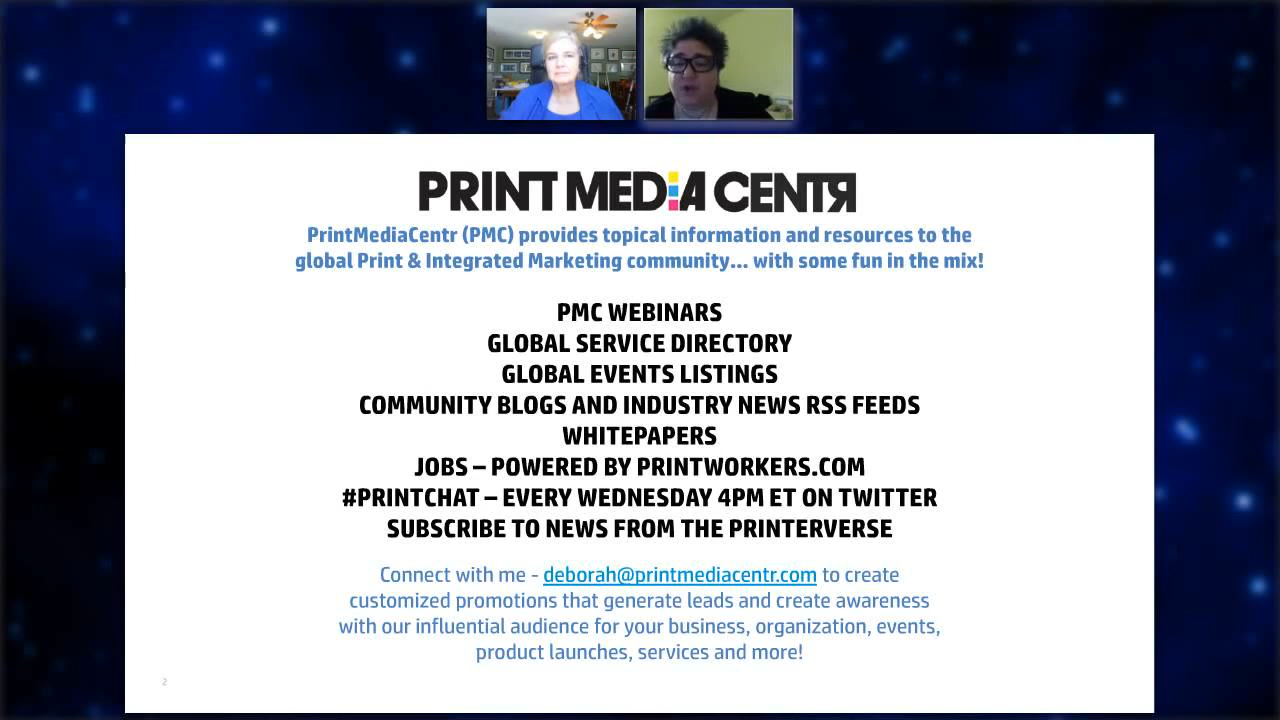 PRINT MEDIA CENTR
PrintMediaCentr (PMC) provides topical information and resources to the
global Print & Integrated Marketing community... with some fun in the mix!
PMC WEBINARS
GLOBAL SERVICE DIRECTORY
GLOBAL EVENTS LISTINGS
COMMUNITY BLOGS AND INDUSTRY NEWS RSS FEEDS
WHITEPAPERS
JOBS – POWERED BY PRINTWORKERS.COM
#PRINTCHAT – EVERY WEDNESDAY 4PM ET ON TWITTER
SUBSCRIBE TO NEWS FROM THE PRINTERVERSE
Connect with me - deborah@printmediacentr.com to create
customized promotions that generate leads and create awareness
with our influential audience for your business, organization, events,
product launches, services and more!
2